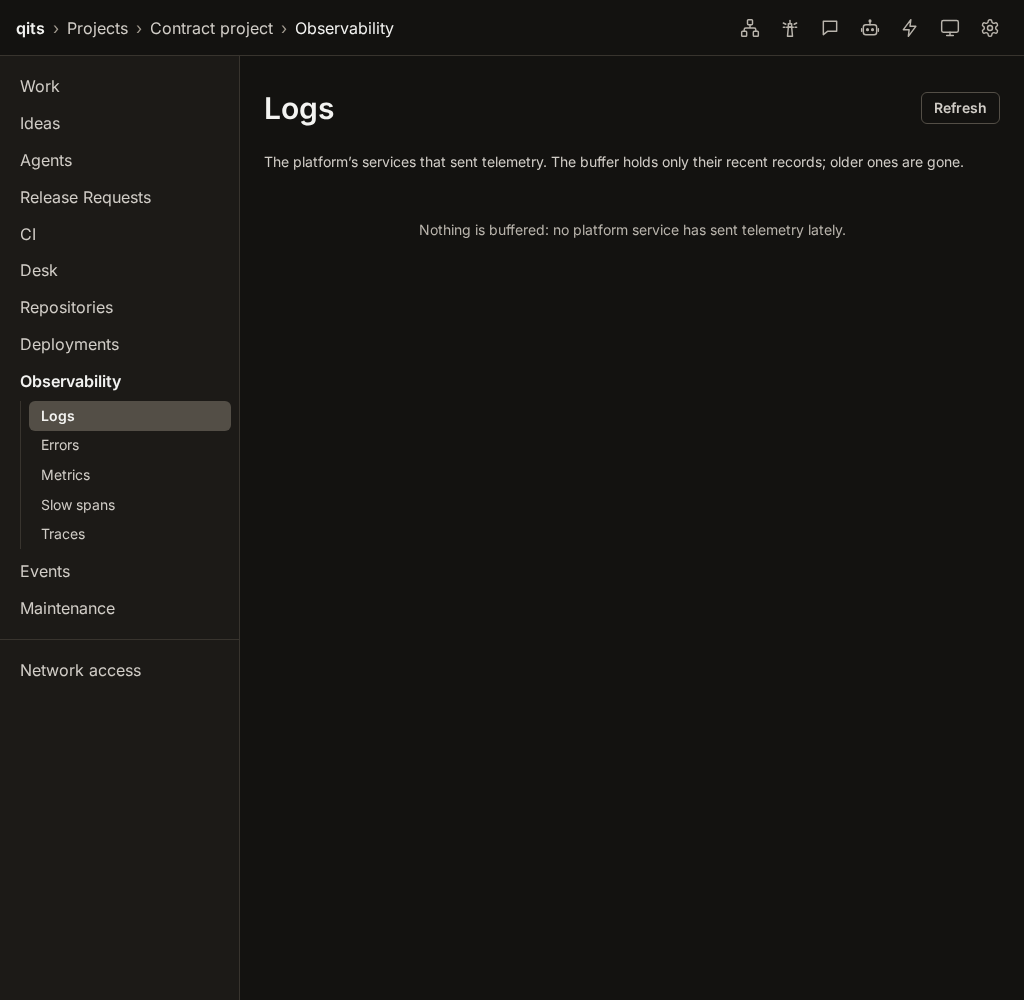 qits › Projects › Contract project › Observability
Work
Ideas
Agents
Release Requests
CI
Desk
Repositories
Deployments
Observability
Logs
Errors
Metrics
Slow spans
Traces
Events
Maintenance
Network access
Logs
Refresh
The platform’s services that sent telemetry. The buffer holds only their recent records; older ones are gone.
Nothing is buffered: no platform service has sent telemetry lately.